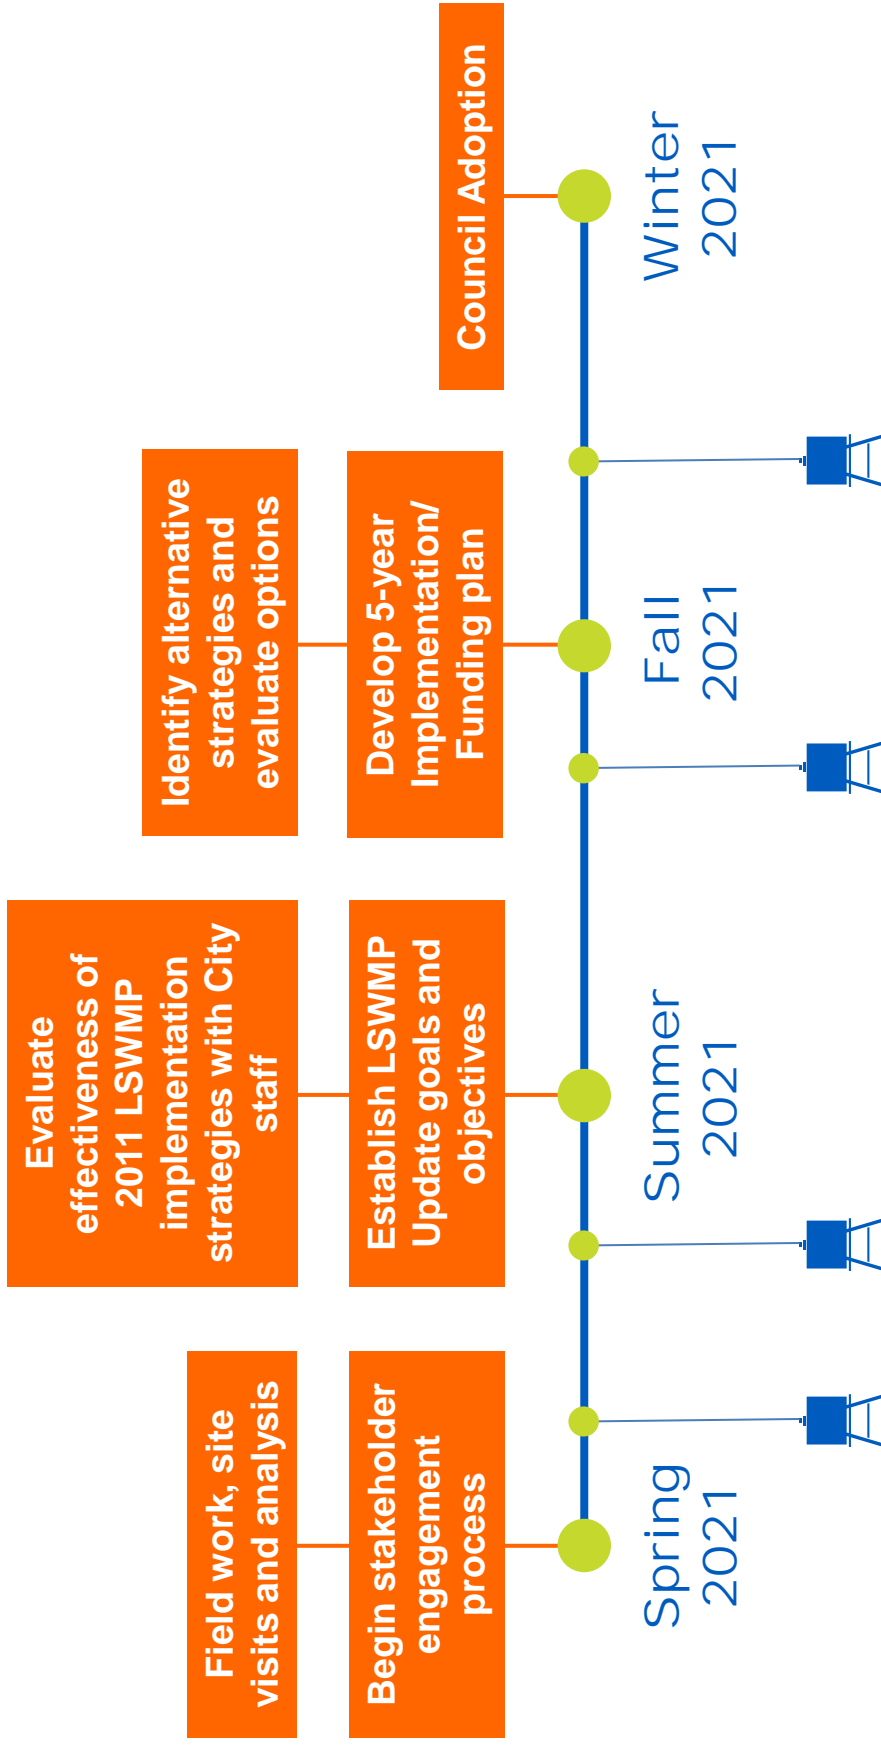 Field work, site
visits and analysis
Begin stakeholder
engagement
process
Spring
2021
Evaluate
effectiveness of
2011 LSWMP
implementation
strategies with City
staff
Establish LSWMP
Update goals and
objectives
Summer
2021
Identify alternative
strategies and
evaluate options
Develop 5-year
Implementation/
Funding plan
Fall
2021
Council Adoption
Winter
2021